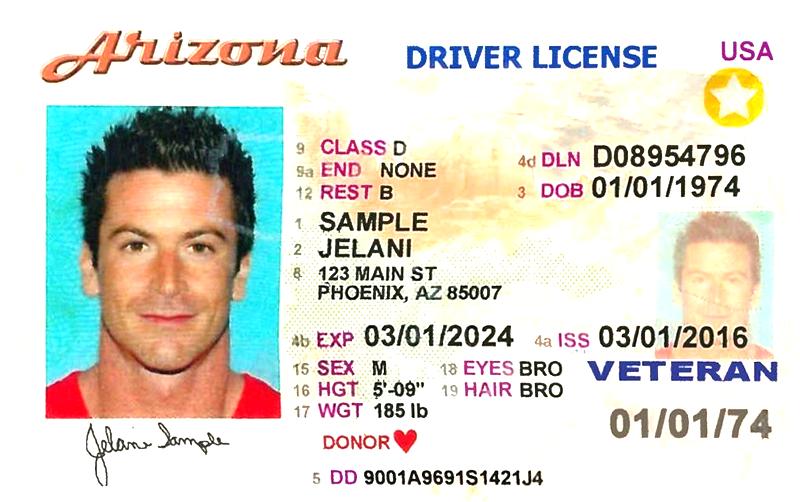 Arizona DRIVER LICENSE USA
9 CLASS D
9a END NONE
12 REST B
4d DLN D08954796
3 DOB 01/01/1974
1 SAMPLE
2 JELANI
8 123 MAIN ST
PHOENIX, AZ 85007
4b EXP 03/01/2024 4a ISS 03/01/2016
15 SEX M 18 EYES BRO
16 HGT 5'-09" 19 HAIR BRO
17 WGT 185 lb
VETERAN
01/01/74
DONOR
Jelani Sample
5 DD 9001A9691S1421J4